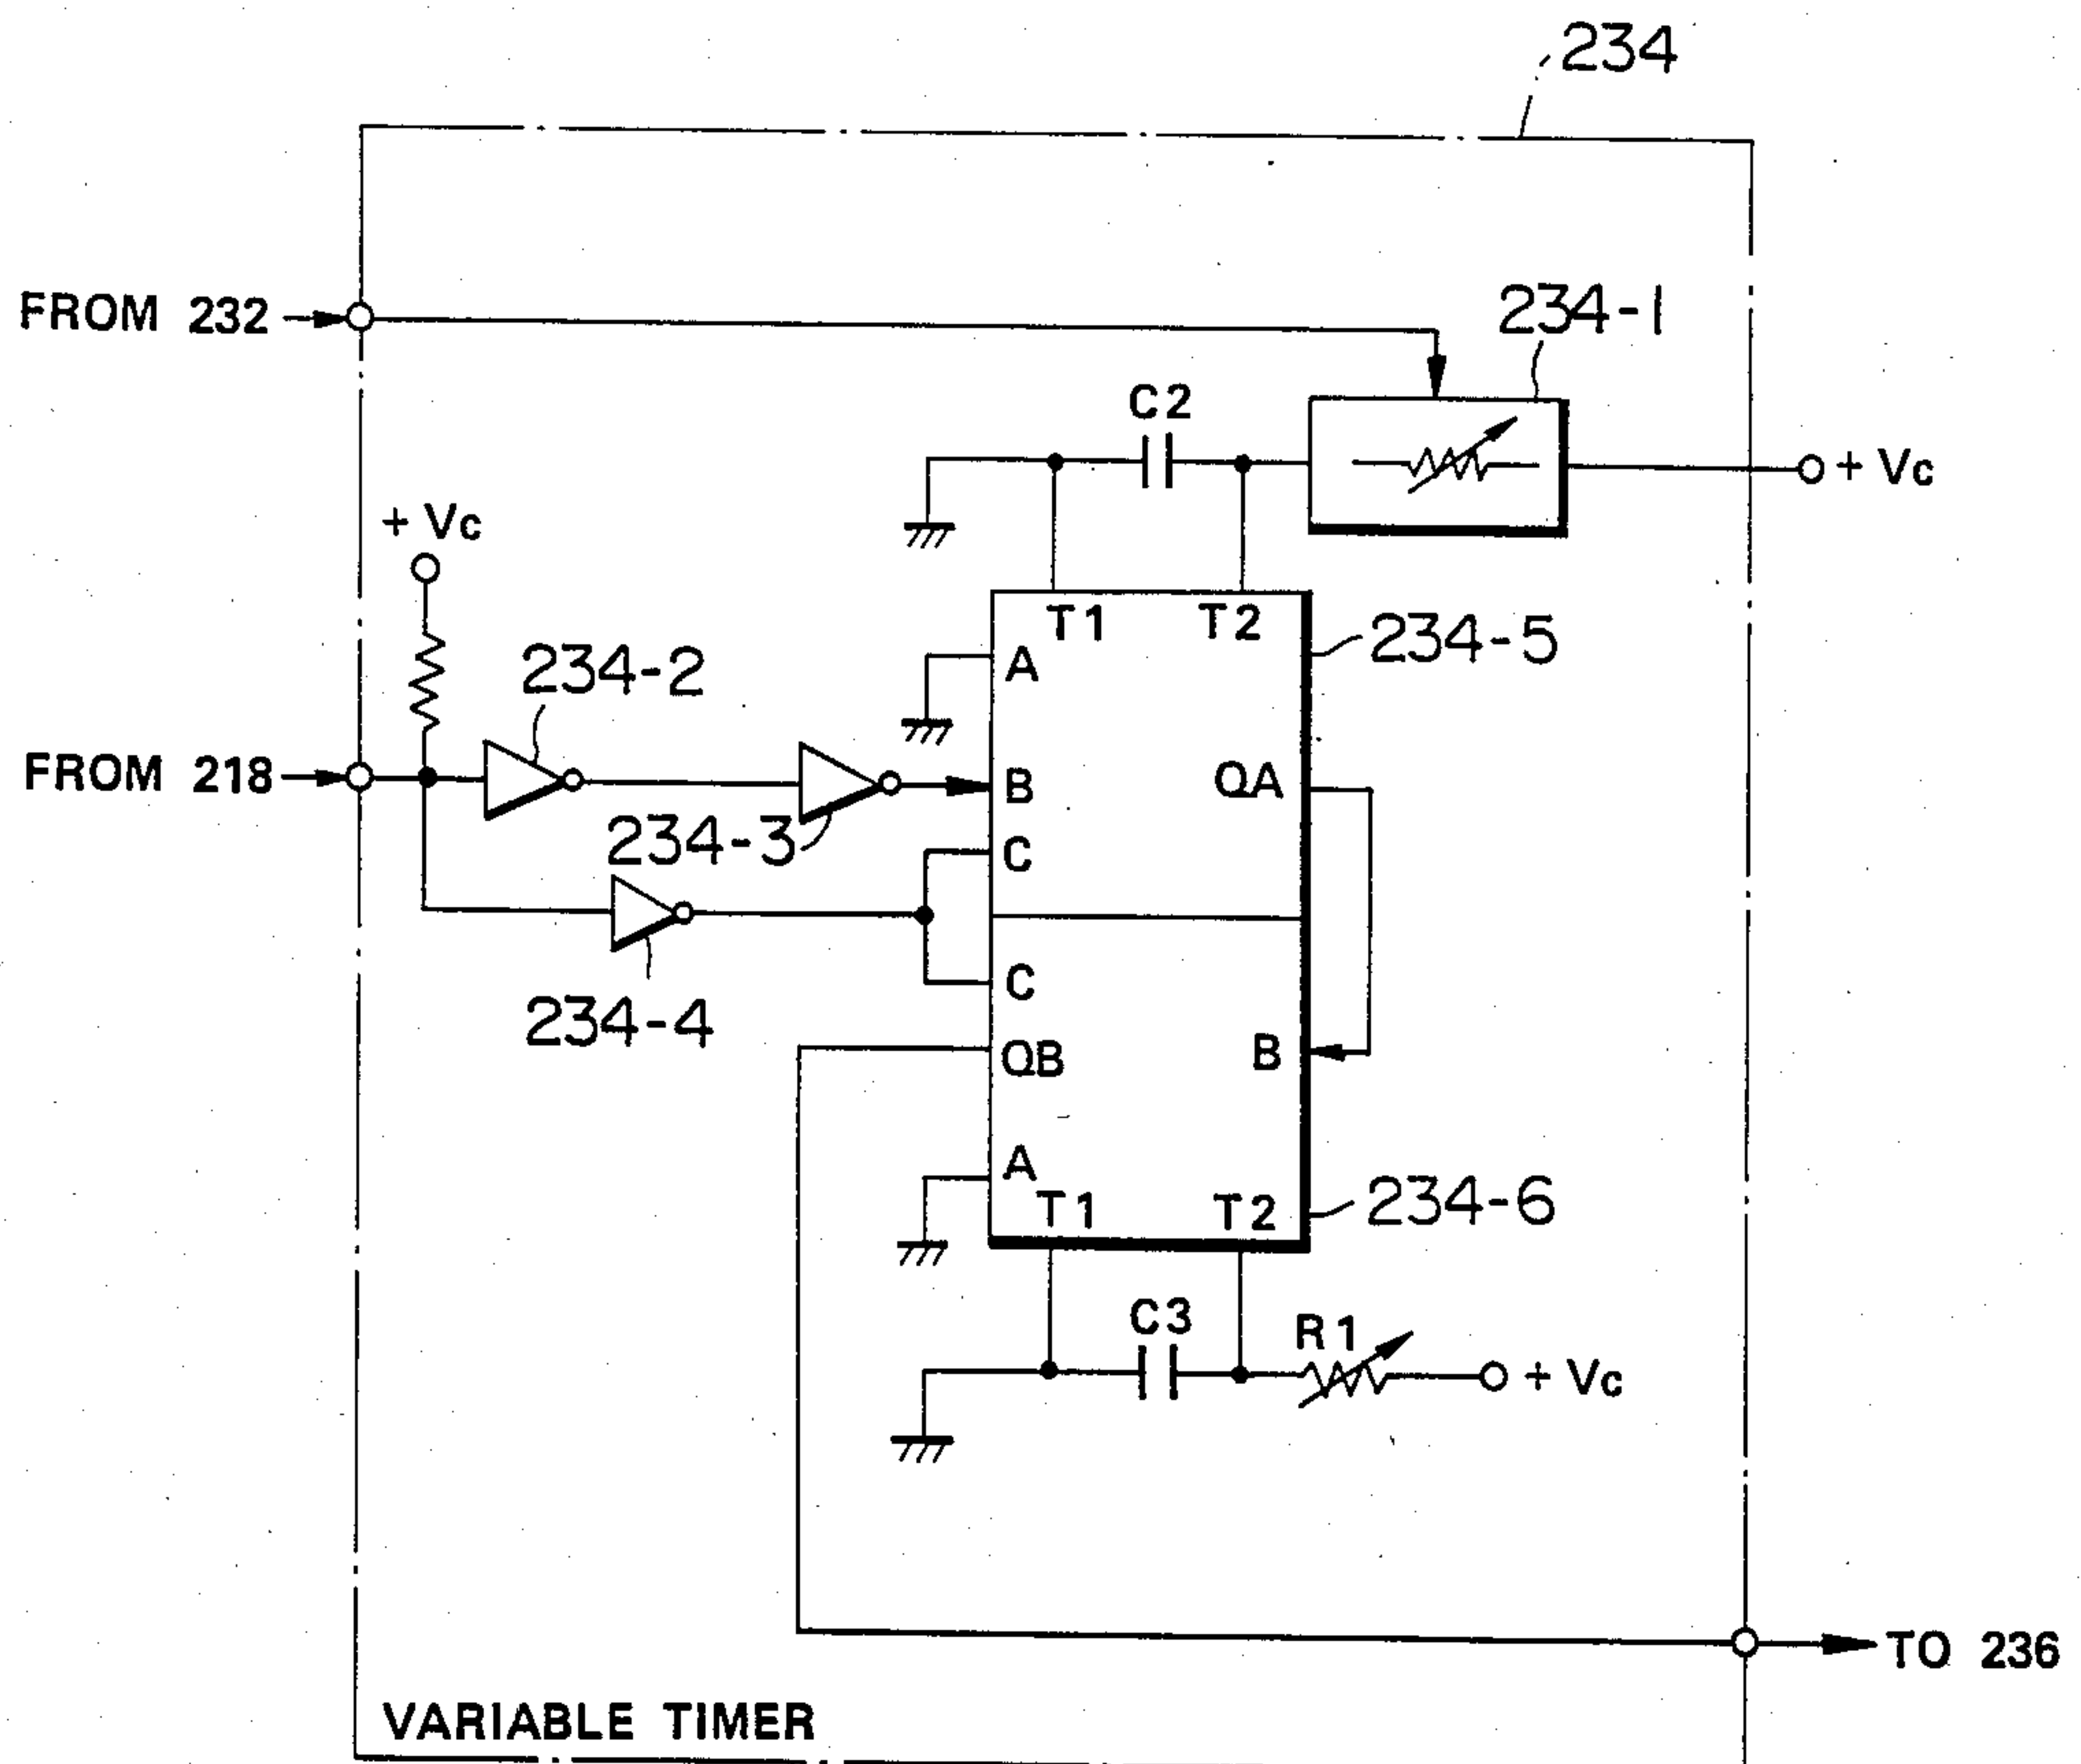 234
FROM 232
234-1
C2
+ Vc
+ Vc
T1 T2
234-5
234-2
A
FROM 218
B
QA
234-3
C
234-4
C
QB
B
A
T1 T2
234-6
C3
R1
+ Vc
TO 236
VARIABLE TIMER